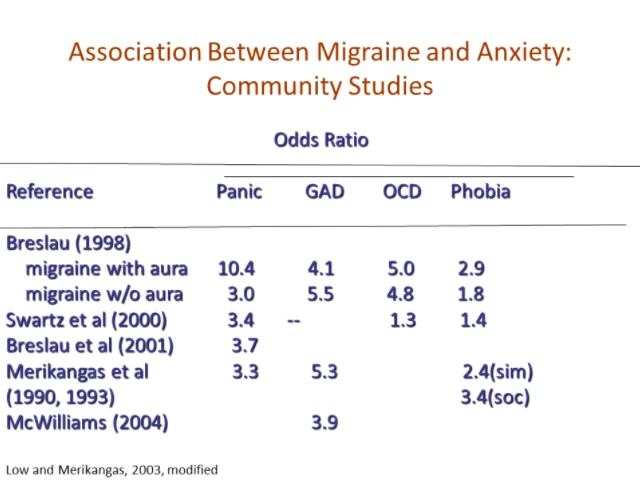 Association Between Migraine and Anxiety:
Community Studies
Odds Ratio
Reference Panic GAD OCD Phobia
Breslau (1998)
migraine with aura 10.4 4.1 5.0 2.9
migraine w/o aura 3.0 5.5 4.8 1.8
Swartz et al (2000) 3.4 -- 1.3 1.4
Breslau et al (2001) 3.7
Merikangas et al 3.3 5.3 2.4(sim)
(1990, 1993) 3.4(soc)
McWilliams (2004) 3.9
Low and Merikangas, 2003, modified